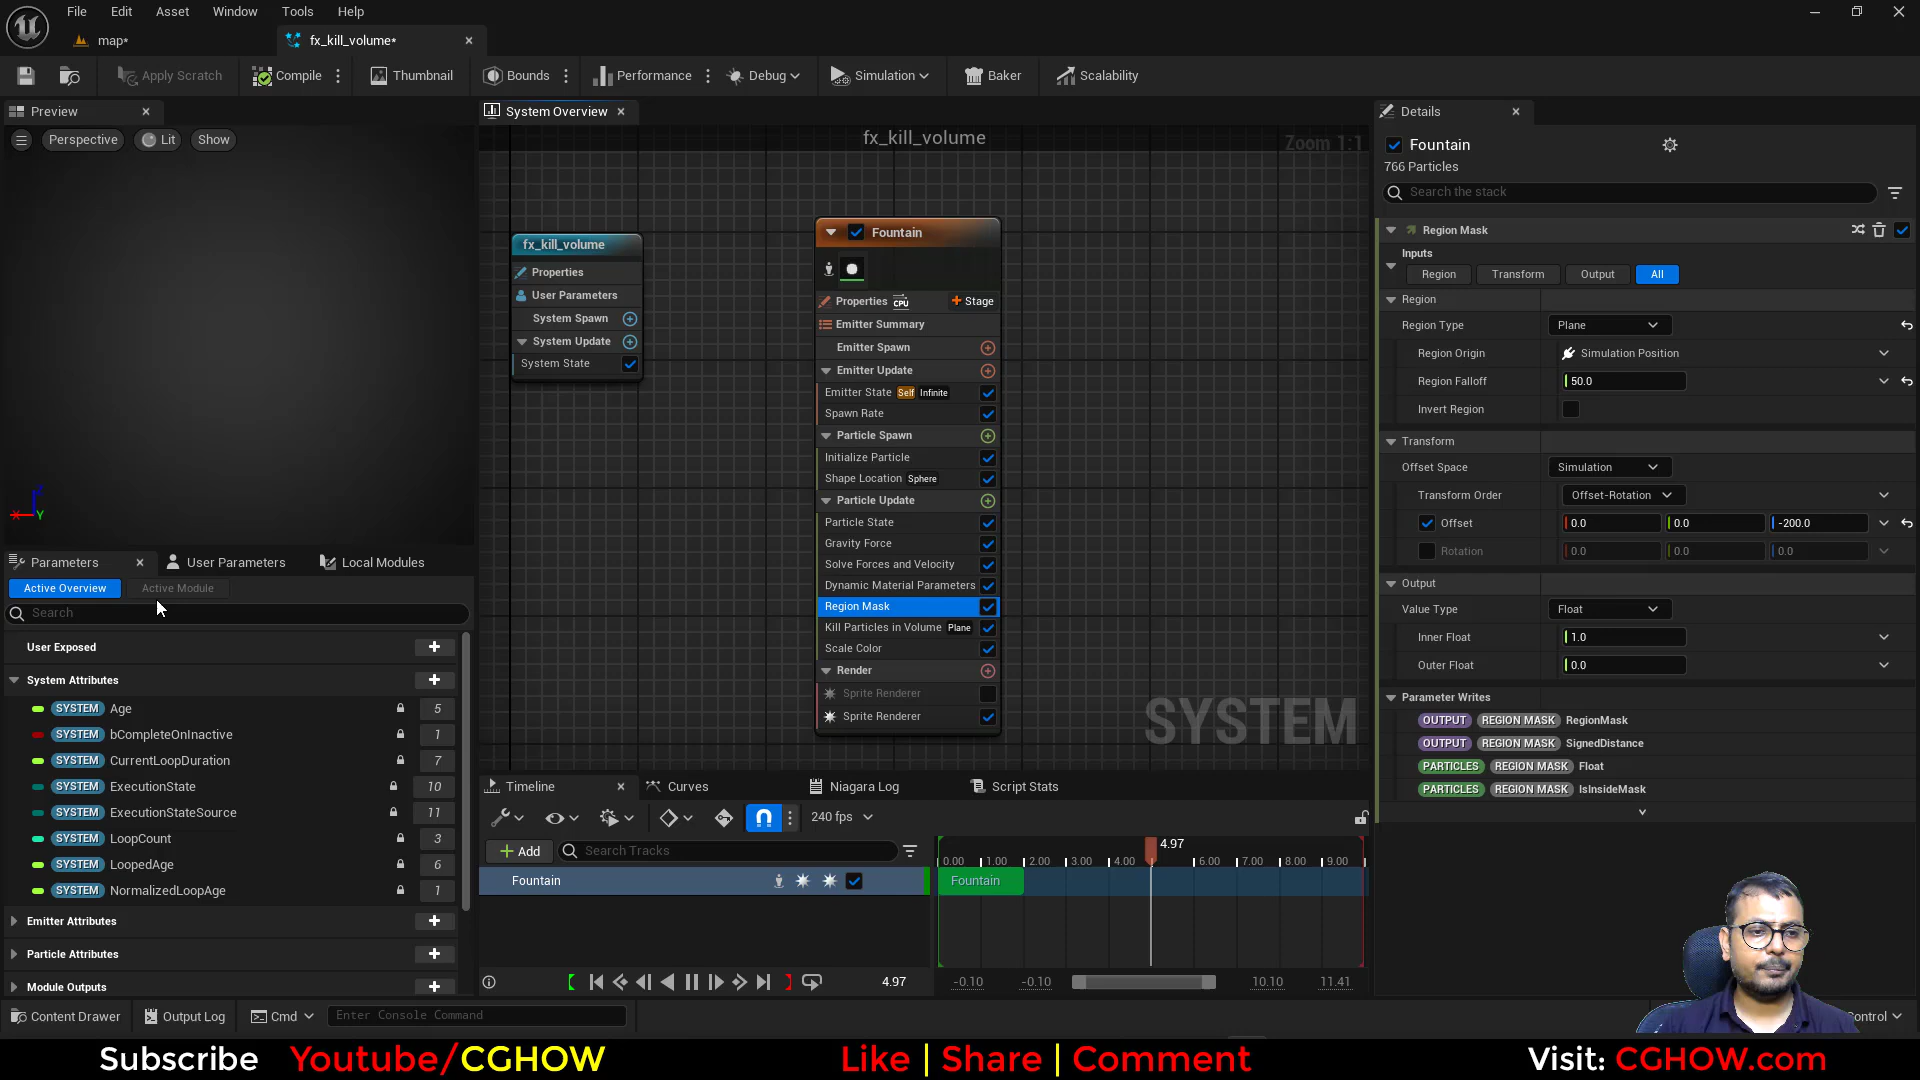 File Edit Asset Window Tools Help
map* fx_kill_volume*
Apply Scratch Compile Thumbnail Bounds Performance Debug Simulation Baker Scalability
Preview
Perspective Lit Show
X Y
Parameters User Parameters Local Modules
Active Overview Active Module
Search
User Exposed
System Attributes
SYSTEM Age 5
SYSTEM bCompleteOnInactive 1
SYSTEM CurrentLoopDuration 7
SYSTEM ExecutionState 10
SYSTEM ExecutionStateSource 11
SYSTEM LoopCount 3
SYSTEM LoopedAge 6
SYSTEM NormalizedLoopAge 1
Emitter Attributes
Particle Attributes
Module Outputs
System Overview
fx_kill_volume
Zoom 1:1
fx_kill_volume
Properties
User Parameters
System Spawn
System Update
System State
Fountain
Properties CPU Stage
Emitter Summary
Emitter Spawn
Emitter Update
Emitter State Self Infinite
Spawn Rate
Particle Spawn
Initialize Particle
Shape Location Sphere
Particle Update
Particle State
Gravity Force
Solve Forces and Velocity
Dynamic Material Parameters
Region Mask
Kill Particles in Volume Plane
Scale Color
Render
Sprite Renderer
Sprite Renderer
SYSTEM
Timeline Curves Niagara Log Script Stats
240 fps
Add Search Tracks
4.97
0.00 1.00 2.00 3.00 4.00 6.00 7.00 8.00 9.00
Fountain Fountain
4.97 -0.10 -0.10 10.10 11.41
Details
Fountain
766 Particles
Search the stack
Region Mask
Inputs
Region Transform Output All
Region
Region Type Plane
Region Origin Simulation Position
Region Falloff 50.0
Invert Region
Transform
Offset Space Simulation
Transform Order Offset-Rotation
Offset 0.0 0.0 -200.0
Rotation 0.0 0.0 0.0
Output
Value Type Float
Inner Float 1.0
Outer Float 0.0
Parameter Writes
OUTPUT REGION MASK RegionMask
OUTPUT REGION MASK SignedDistance
PARTICLES REGION MASK Float
PARTICLES REGION MASK IsInsideMask
Content Drawer Output Log Cmd Enter Console Command ontrol
Subscribe Youtube/CGHOW Like | Share | Comment Visit: CGHOW.com